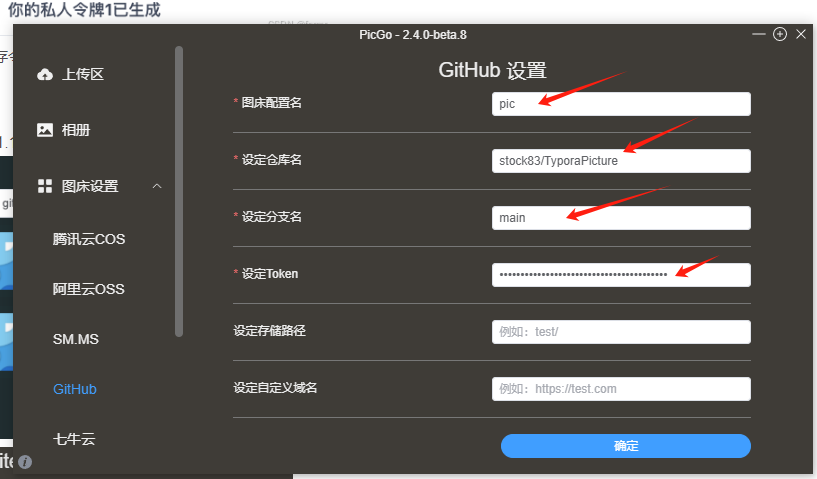 你的私人令牌1已生成
PicGo - 2.4.0-beta.8
上传区
相册
图床设置
腾讯云COS
阿里云OSS
SM.MS
GitHub
七牛云
GitHub 设置
* 图床配置名
pic
* 设定仓库名
stock83/TyporaPicture
* 设定分支名
main
* 设定Token
••••••••••••••••••••••••••••••••••••••••
设定存储路径
例如：test/
设定自定义域名
例如：https://test.com
确定